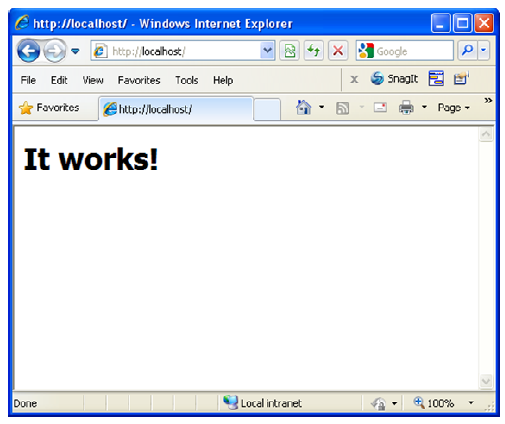 http://localhost/ - Windows Internet Explorer
http://localhost/ Google
File Edit View Favorites Tools Help x SnagIt
Favorites http://localhost/ Page »
It works!
Done Local intranet 100%